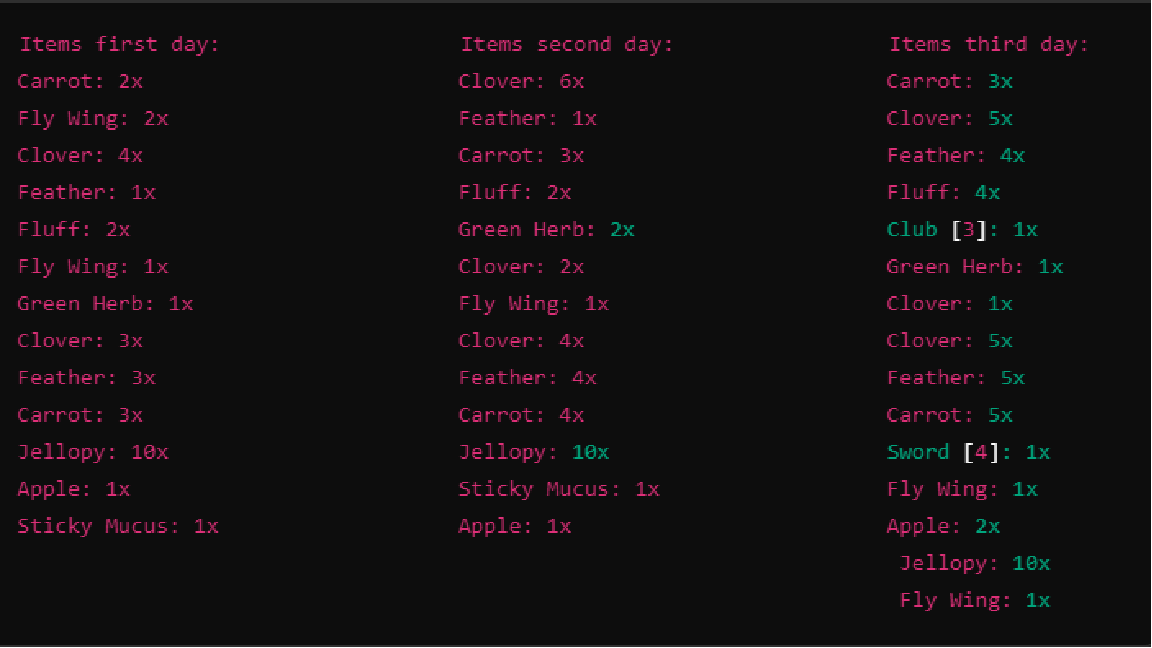 Items first day:
Carrot: 2x
Fly Wing: 2x
Clover: 4x
Feather: 1x
Fluff: 2x
Fly Wing: 1x
Green Herb: 1x
Clover: 3x
Feather: 3x
Carrot: 3x
Jellopy: 10x
Apple: 1x
Sticky Mucus: 1x
Items second day:
Clover: 6x
Feather: 1x
Carrot: 3x
Fluff: 2x
Green Herb: 2x
Clover: 2x
Fly Wing: 1x
Clover: 4x
Feather: 4x
Carrot: 4x
Jellopy: 10x
Sticky Mucus: 1x
Apple: 1x
Items third day:
Carrot: 3x
Clover: 5x
Feather: 4x
Fluff: 4x
Club [3]: 1x
Green Herb: 1x
Clover: 1x
Clover: 5x
Feather: 5x
Carrot: 5x
Sword [4]: 1x
Fly Wing: 1x
Apple: 2x
Jellopy: 10x
Fly Wing: 1x